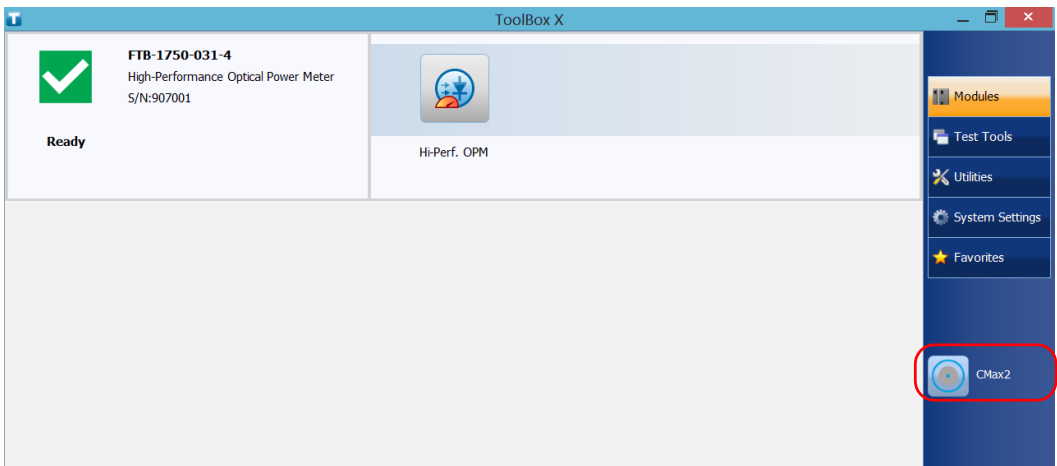 T
ToolBox X
FTB-1750-031-4
High-Performance Optical Power Meter
S/N:907001
Ready
Hi-Perf. OPM
Modules
Test Tools
Utilities
System Settings
Favorites
CMax2